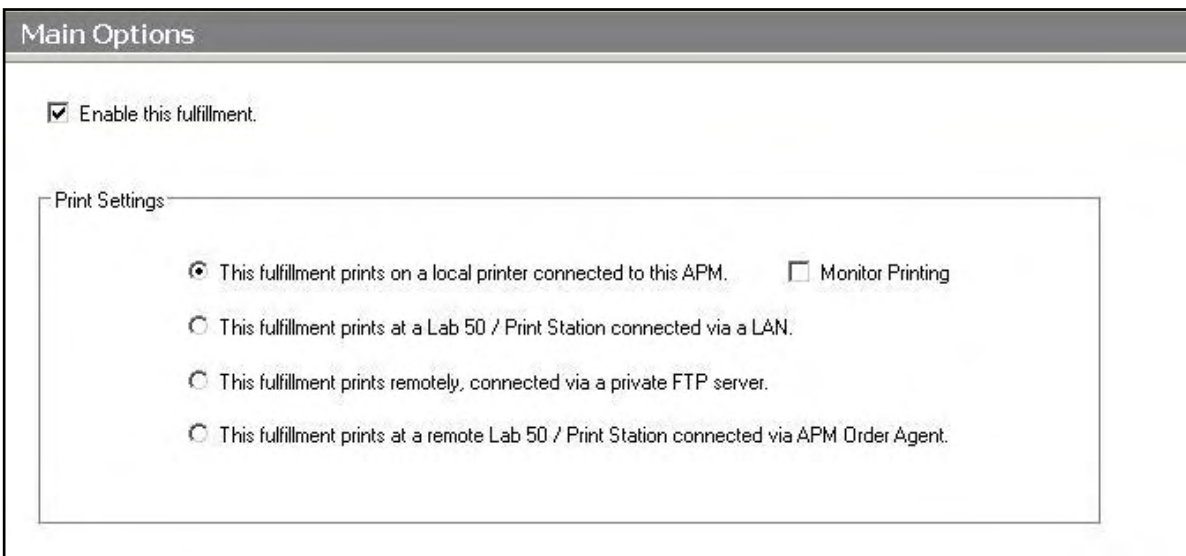 Main Options
Enable this fulfillment.
Print Settings
This fulfillment prints on a local printer connected to this APM. Monitor Printing
This fulfillment prints at a Lab 50 / Print Station connected via a LAN.
This fulfillment prints remotely, connected via a private FTP server.
This fulfillment prints at a remote Lab 50 / Print Station connected via APM Order Agent.